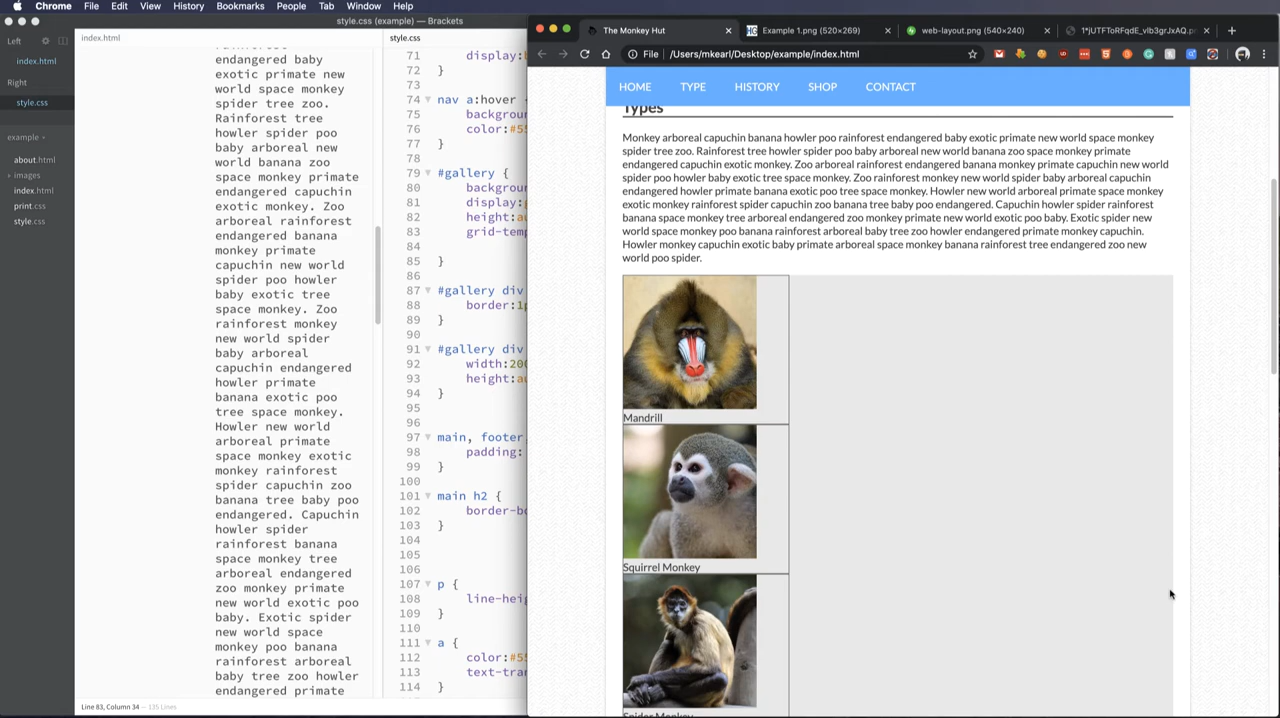 Chrome File Edit View History Bookmarks People Tab Window Help
style.css (example) — Brackets
Left
index.html
Right
style.css
example
about.html
images
index.html
print.css
style.css
index.html
endangered baby
exotic primate new
world space monkey
spider tree zoo.
Rainforest tree
howler spider poo
baby arboreal new
world banana zoo
space monkey primate
endangered capuchin
exotic monkey. Zoo
arboreal rainforest
endangered banana
monkey primate
capuchin new world
spider poo howler
baby exotic tree
space monkey. Zoo
rainforest monkey
new world spider
baby arboreal
capuchin endangered
howler primate
banana exotic poo
tree space monkey.
Howler new world
arboreal primate
space monkey exotic
monkey rainforest
spider capuchin zoo
banana tree baby poo
endangered. Capuchin
howler spider
rainforest banana
space monkey tree
arboreal endangered
zoo monkey primate
new world exotic poo
baby. Exotic spider
new world space
monkey poo banana
rainforest arboreal
baby tree zoo howler
endangered primate
Line 83, Column 34 — 135 Lines
style.css
71 display:
72 }
73
74 nav a:hover
75 backgroun
76 color:#55
77 }
78
79 #gallery {
80 backgroun
81 display:g
82 height:au
83 grid-temp
84
85 }
86
87 #gallery div
88 border:1p
89 }
90
91 #gallery div
92 width:200
93 height:au
94 }
95
96
97 main, footer
98 padding:
99 }
100
101 main h2 {
102 border-bo
103 }
104
105
106
107 p {
108 line-heig
109 }
110
111 a {
112 color:#55
113 text-tran
114 }
The Monkey Hut
Example 1.png (520×269)
web-layout.png (540×240)
File /Users/mkearl/Desktop/example/index.html
HOME TYPE HISTORY SHOP CONTACT
Types
Monkey arboreal capuchin banana howler poo rainforest endangered baby exotic primate new world space monkey
spider tree zoo. Rainforest tree howler spider poo baby arboreal new world banana zoo space monkey primate
endangered capuchin exotic monkey. Zoo arboreal rainforest endangered banana monkey primate capuchin new world
spider poo howler baby exotic tree space monkey. Zoo rainforest monkey new world spider baby arboreal capuchin
endangered howler primate banana exotic poo tree space monkey. Howler new world arboreal primate space monkey
exotic monkey rainforest spider capuchin zoo banana tree baby poo endangered. Capuchin howler spider rainforest
banana space monkey tree arboreal endangered zoo monkey primate new world exotic poo baby. Exotic spider new
world space monkey poo banana rainforest arboreal baby tree zoo howler endangered primate monkey capuchin.
Howler monkey capuchin exotic baby primate arboreal space monkey banana rainforest tree endangered zoo new
world poo spider.
Mandrill
Squirrel Monkey
Spider Monkey